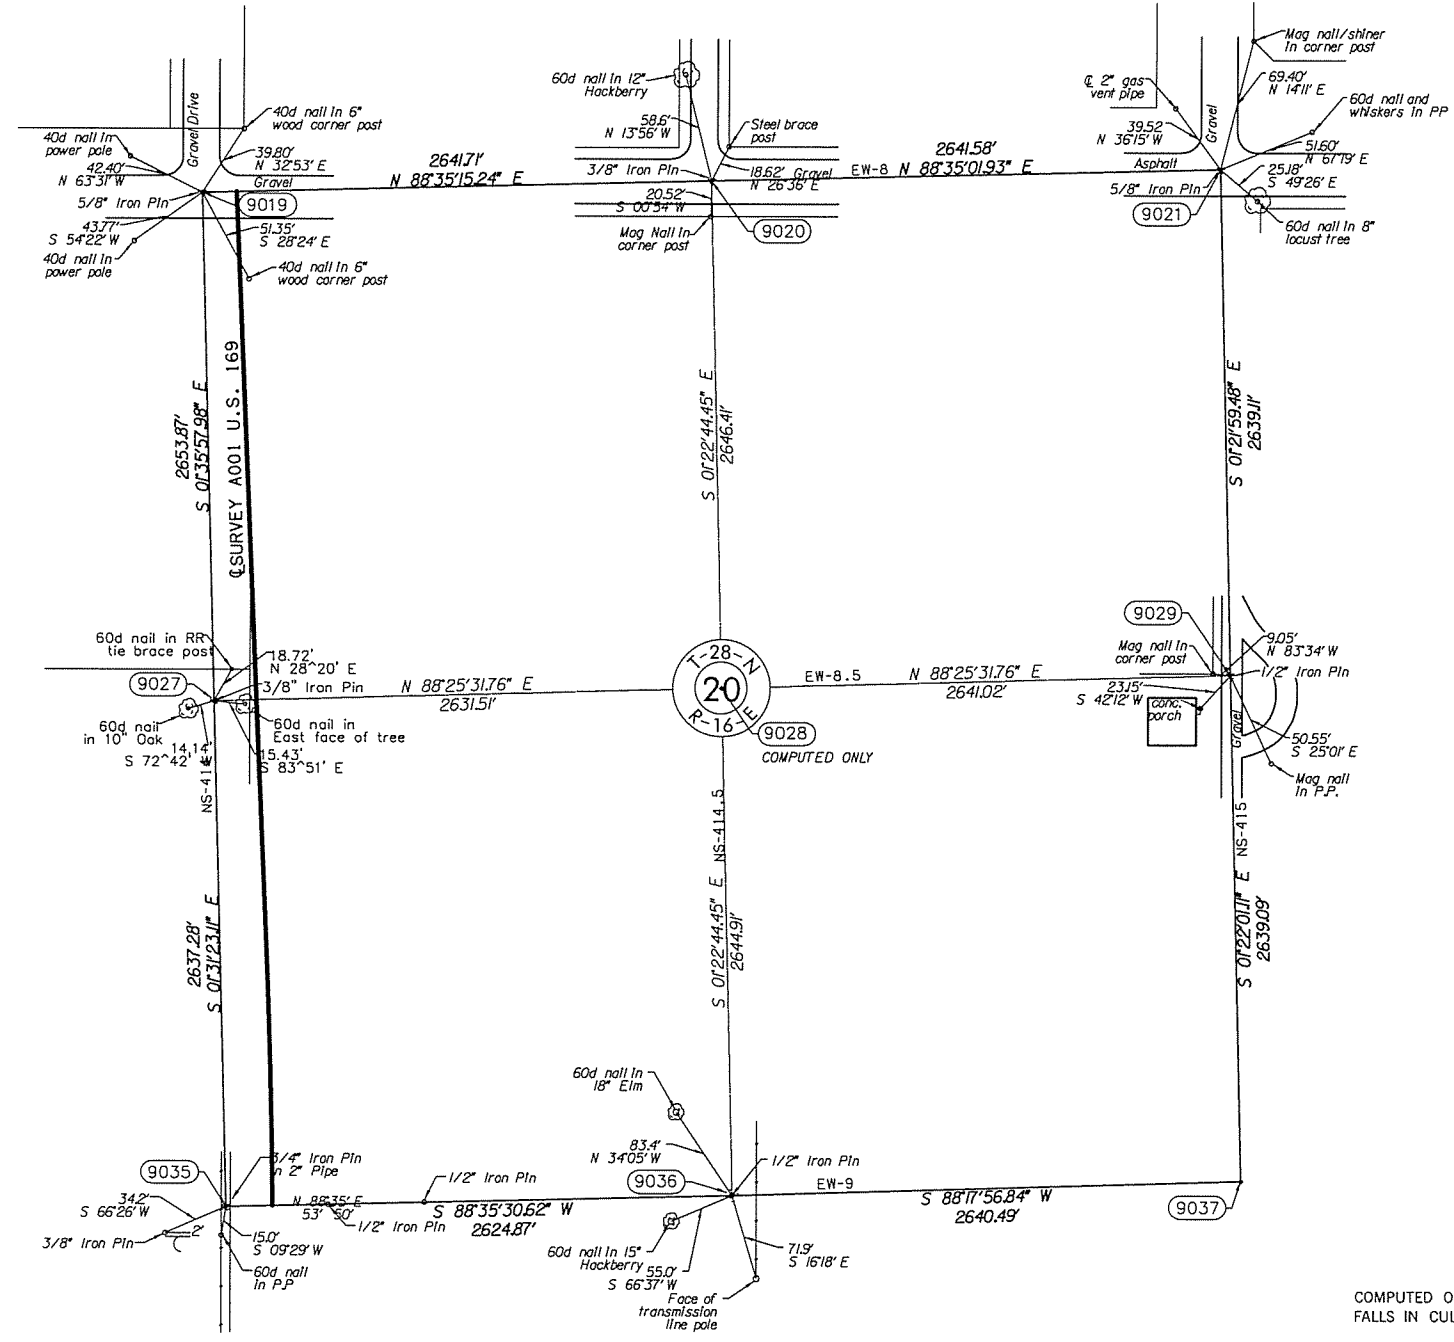 Mag nail/shiner
in corner post
69.40'
N 14°11' E
60d nail and
whiskers in PP
℄ 2" gas
vent pipe
39.52
N 36°15' W
Gravel
51.60'
N 67°19' E
Asphalt
25.18'
S 49°26' E
5/8" Iron Pin
9021
60d nail in 8"
locust tree
60d nail in 12"
Hackberry
58.6'
N 13°56' W
Steel brace
post
3/8" Iron Pin
18.62' Gravel
N 26°36' E
20.52'
S 00°54' W
Mag Nail in
corner post
9020
EW-8
2641.58'
N 88°35'01.93" E
2641.71'
N 88°35'15.24" E
40d nail in 6"
wood corner post
Gravel Drive
40d nail in
power pole
42.40'
N 63°31' W
39.80'
N 32°53' E
Gravel
5/8" Iron Pin
9019
43.77'
S 54°22' W
40d nail in
power pole
51.35'
S 28°24' E
40d nail in 6"
wood corner post
2653.87'
S 01°35'57.98" E
℄SURVEY A001 U.S. 169
S 01°22'44.45" E
2646.41'
S 01°21'59.48" E
2639.11'
60d nail in RR
tie brace post
18.72'
N 28^20' E
9027
3/8" Iron Pin
60d nail
in 10" Oak
14.14'
S 72^42' W
60d nail in
East face of tree
15.43'
S 83^51' E
NS-414
N 88°25'31.76" E
2631.51'
T-28-N
20
R-16-E
9028
COMPUTED ONLY
EW-8.5
N 88°25'31.76" E
2641.02'
9029
Mag nail in
corner post
9.05'
N 83°34' W
1/2" Iron Pin
23.15'
S 42°12' W
conc.
porch
Gravel
50.55'
S 25°01' E
Mag nail
in P.P.
2637.28'
S 01°31'23.11" E
NS-414.5
S 01°22'44.45" E
2644.91'
NS-415
S 01°22'01.11" E
2639.09'
60d nail in
18" Elm
83.4'
N 34°05' W
1/2" Iron Pin
9036
EW-9
S 88°17'56.84" W
2640.49'
9037
9035
3/4" Iron Pin
in 2" Pipe
34.2'
S 66°26' W
3/8" Iron Pin
2'
15.0'
S 09°29' W
60d nail
in P.P
N 88°35' E
53' 50'
1/2" Iron Pin
1/2" Iron Pin
S 88°35'30.62" W
2624.87'
60d nail in 15"
Hackberry
55.0'
S 66°37' W
71.9'
S 16°18' E
Face of
transmission
line pole
COMPUTED O
FALLS IN CUL